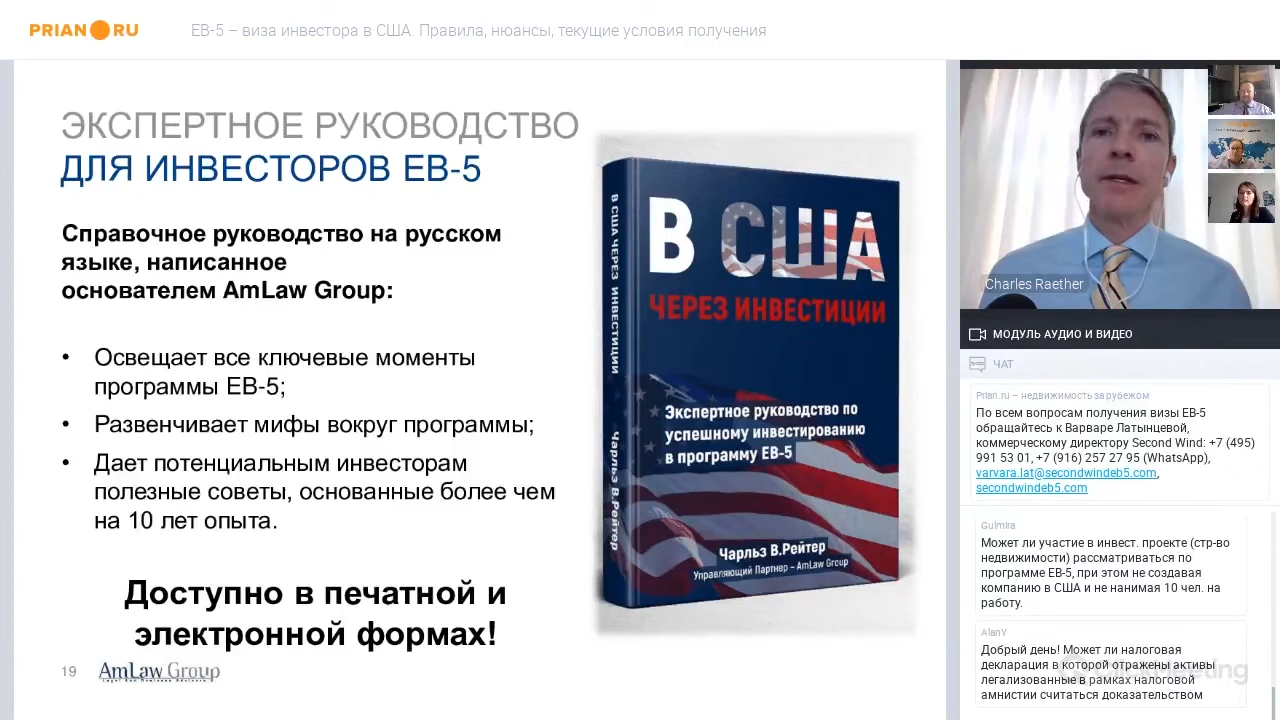 PRIAN.RU
EB-5 – виза инвестора в США. Правила, нюансы, текущие условия получения
ЭКСПЕРТНОЕ РУКОВОДСТВО
ДЛЯ ИНВЕСТОРОВ EB-5
Справочное руководство на русском
языке, написанное
основателем AmLaw Group:
• Освещает все ключевые моменты
программы EB-5;
• Развенчивает мифы вокруг программы;
• Дает потенциальным инвесторам
полезные советы, основанные более чем
на 10 лет опыта.
Доступно в печатной и
электронной формах!
19
AmLaw Group
В США ЧЕРЕЗ ИНВЕСТИЦИИ
Чарльз В.Рейтер
В США
ЧЕРЕЗ ИНВЕСТИЦИИ
Экспертное руководство по
успешному инвестированию
в программу EB-5
Чарльз В.Рейтер
Управляющий Партнер – AmLaw Group
Charles Raether
МОДУЛЬ АУДИО И ВИДЕО
ЧАТ
Prian.ru – недвижимость за рубежом
По всем вопросам получения визы ЕВ-5
обращайтесь к Варваре Латынцевой,
коммерческому директору Second Wind: +7 (495)
991 53 01, +7 (916) 257 27 95 (WhatsApp),
varvara.lat@secondwindeb5.com,
secondwindeb5.com
Gulmira
Может ли участие в инвест. проекте (стр-во
недвижимости) рассматриваться по
программе ЕВ-5, при этом не создавая
компанию в США и не нанимая 10 чел. на
работу.
AlanY
Добрый день! Может ли налоговая
декларация в которой отражены активы
легализованные в рамках налоговой
амнистии считаться доказательством
ClickMeeting